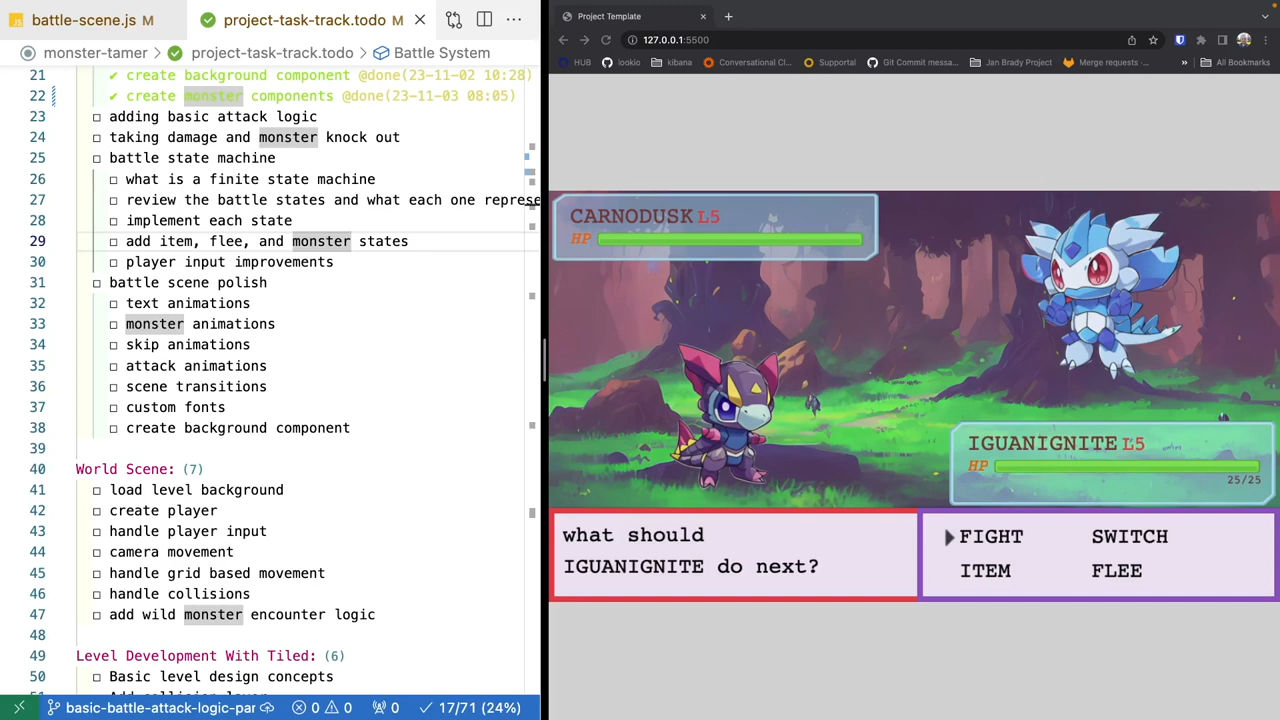 battle-scene.js M
project-task-track.todo M
monster-tamer > project-task-track.todo > Battle System
21 ✔ create background component @done(23-11-02 10:28)
22 ✔ create monster components @done(23-11-03 08:05)
23 ☐ adding basic attack logic
24 ☐ taking damage and monster knock out
25 ☐ battle state machine
26 ☐ what is a finite state machine
27 ☐ review the battle states and what each one represe
28 ☐ implement each state
29 ☐ add item, flee, and monster states
30 ☐ player input improvements
31 ☐ battle scene polish
32 ☐ text animations
33 ☐ monster animations
34 ☐ skip animations
35 ☐ attack animations
36 ☐ scene transitions
37 ☐ custom fonts
38 ☐ create background component
39
40 World Scene: (7)
41 ☐ load level background
42 ☐ create player
43 ☐ handle player input
44 ☐ camera movement
45 ☐ handle grid based movement
46 ☐ handle collisions
47 ☐ add wild monster encounter logic
48
49 Level Development With Tiled: (6)
50 ☐ Basic level design concepts
basic-battle-attack-logic-par 0 0 0 17/71 (24%)
Project Template
127.0.0.1:5500
HUB lookio kibana Conversational Cl... Supportal Git Commit messa... Jan Brady Project Merge requests ·... » All Bookmarks
CARNODUSK L5
HP
IGUANIGNITE L5
HP
25/25
what should
IGUANIGNITE do next?
FIGHT SWITCH
ITEM FLEE